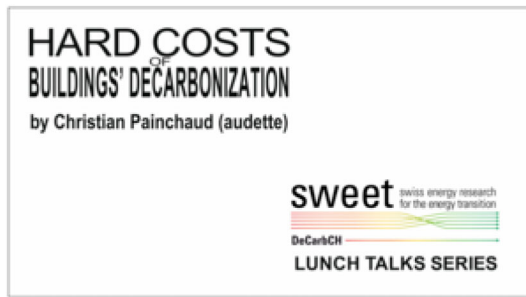 HARD COSTS
OF
BUILDINGS' DECARBONIZATION
by Christian Painchaud (audette)
sweet swiss energy research
for the energy transition
DeCarbCH
LUNCH TALKS SERIES